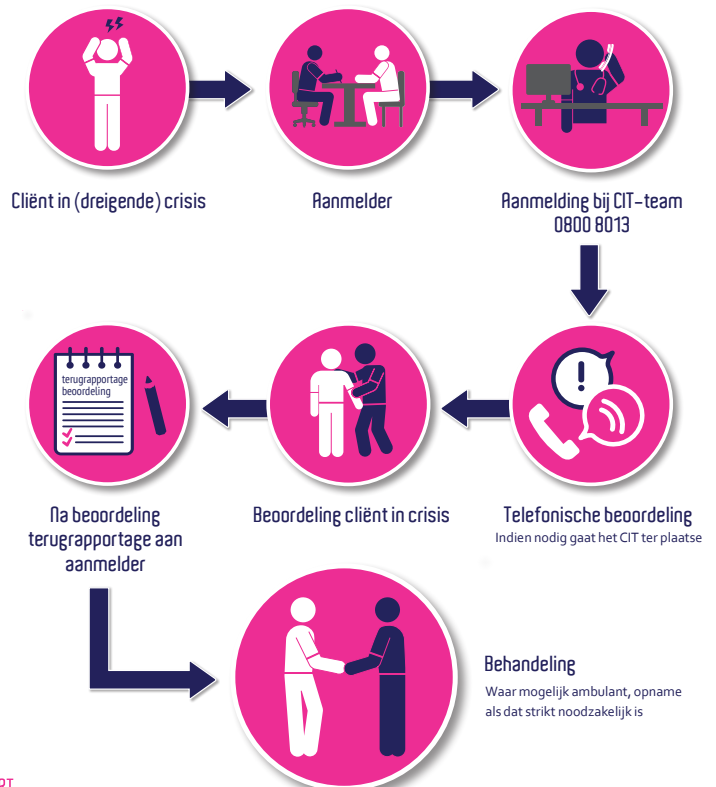 Cliënt in (dreigende) crisis
Aanmelder
Aanmelding bij CIT-team
0800 8013
Telefonische beoordeling
Indien nodig gaat het CIT ter plaatse
Beoordeling cliënt in crisis
terugrapportage
beoordeling
Na beoordeling
terugrapportage aan
aanmelder
Behandeling
Waar mogelijk ambulant, opname
als dat strikt noodzakelijk is